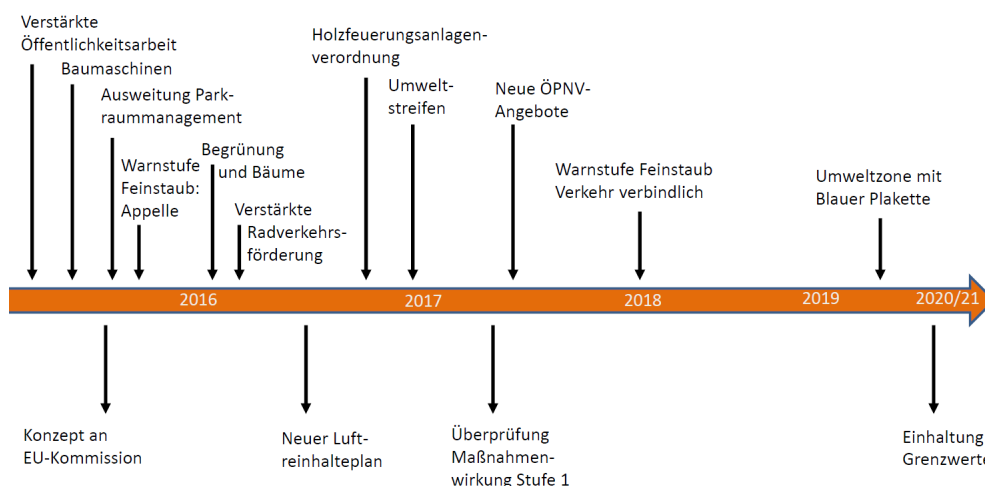 Verstärkte
Öffentlichkeitsarbeit
Baumaschinen
Ausweitung Park-
raummanagement
Warnstufe
Feinstaub:
Appelle
Begrünung
und Bäume
Verstärkte
Radverkehrs-
förderung
Holzfeuerungsanlagen-
verordnung
Umwelt-
streifen
Neue ÖPNV-
Angebote
Warnstufe Feinstaub
Verkehr verbindlich
Umweltzone mit
Blauer Plakette
2016
2017
2018
2019
2020/21
Konzept an
EU-Kommission
Neuer Luft-
reinhalteplan
Überprüfung
Maßnahmen-
wirkung Stufe 1
Einhaltung
Grenzwerte